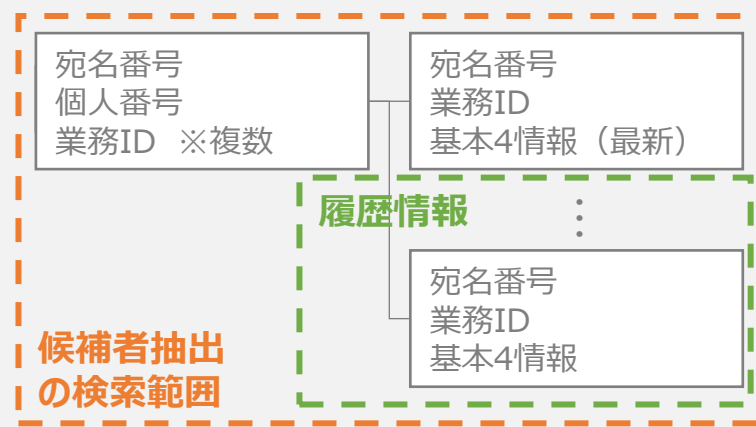 宛名番号
個人番号
業務ID ※複数
宛名番号
業務ID
基本4情報（最新）
履歴情報
⋮
宛名番号
業務ID
基本4情報
候補者抽出
の検索範囲